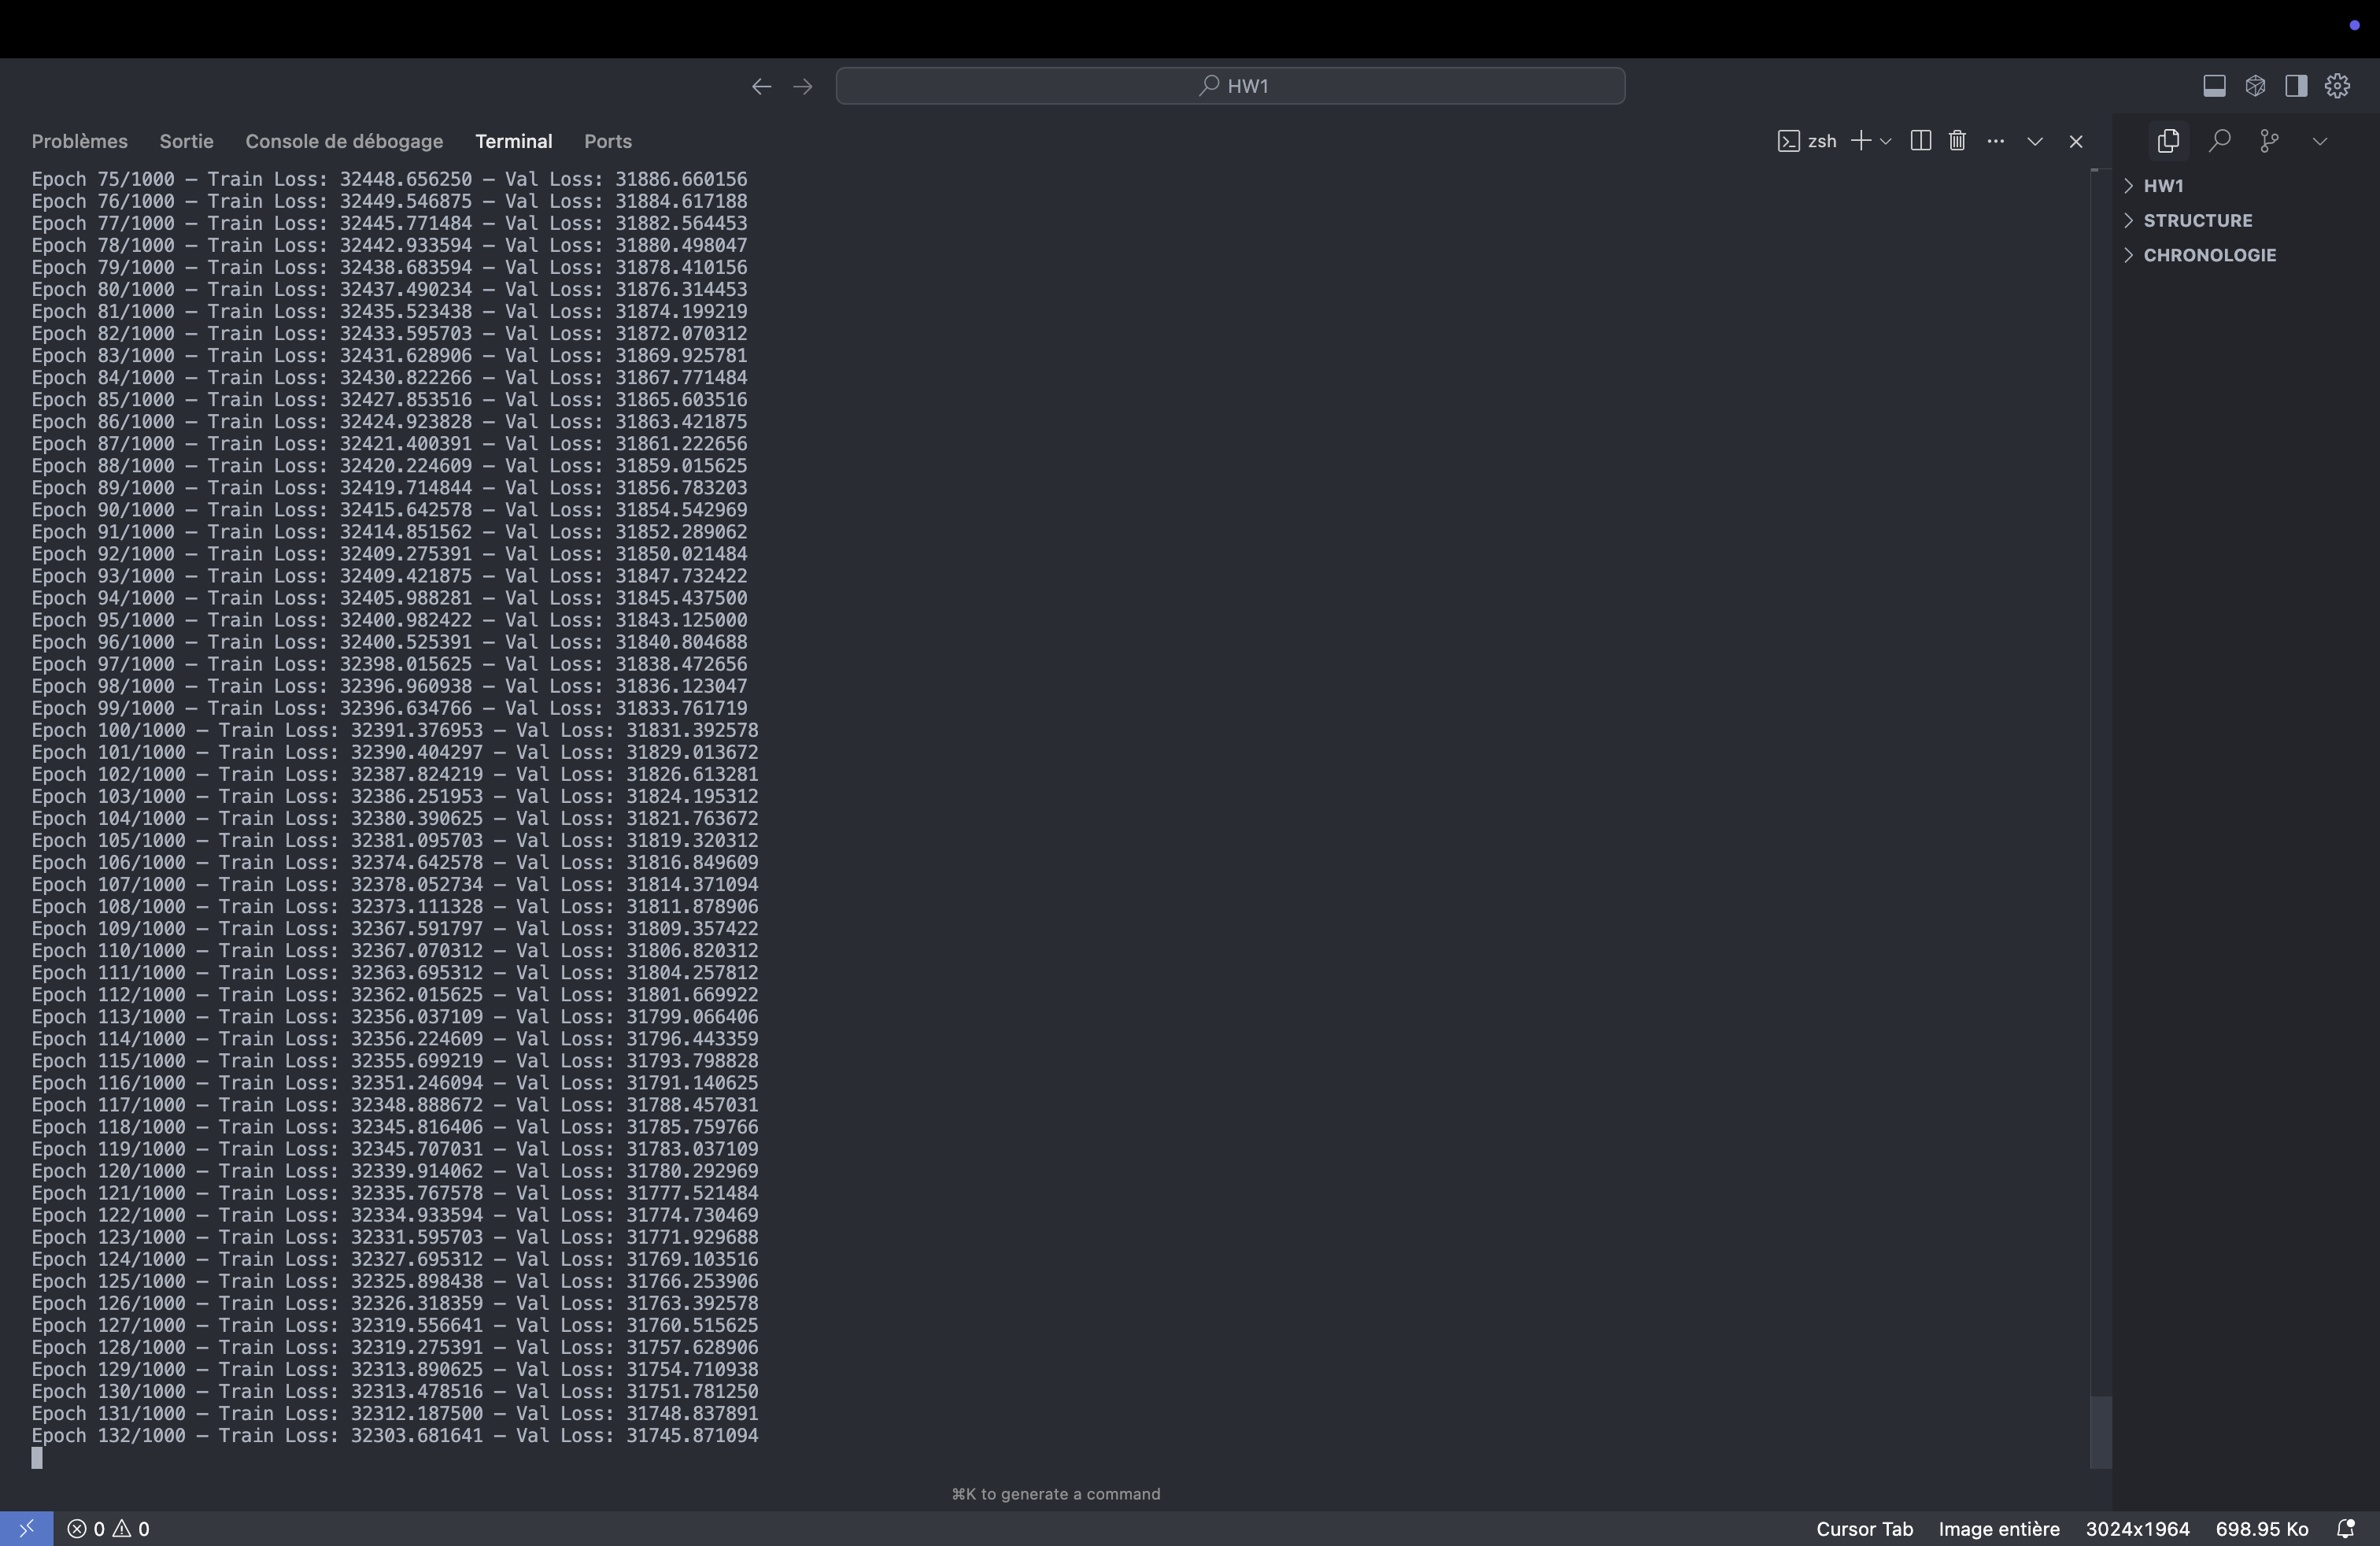 HW1
Problèmes Sortie Console de débogage Terminal Ports
zsh
Epoch 75/1000 — Train Loss: 32448.656250 — Val Loss: 31886.660156
Epoch 76/1000 — Train Loss: 32449.546875 — Val Loss: 31884.617188
Epoch 77/1000 — Train Loss: 32445.771484 — Val Loss: 31882.564453
Epoch 78/1000 — Train Loss: 32442.933594 — Val Loss: 31880.498047
Epoch 79/1000 — Train Loss: 32438.683594 — Val Loss: 31878.410156
Epoch 80/1000 — Train Loss: 32437.490234 — Val Loss: 31876.314453
Epoch 81/1000 — Train Loss: 32435.523438 — Val Loss: 31874.199219
Epoch 82/1000 — Train Loss: 32433.595703 — Val Loss: 31872.070312
Epoch 83/1000 — Train Loss: 32431.628906 — Val Loss: 31869.925781
Epoch 84/1000 — Train Loss: 32430.822266 — Val Loss: 31867.771484
Epoch 85/1000 — Train Loss: 32427.853516 — Val Loss: 31865.603516
Epoch 86/1000 — Train Loss: 32424.923828 — Val Loss: 31863.421875
Epoch 87/1000 — Train Loss: 32421.400391 — Val Loss: 31861.222656
Epoch 88/1000 — Train Loss: 32420.224609 — Val Loss: 31859.015625
Epoch 89/1000 — Train Loss: 32419.714844 — Val Loss: 31856.783203
Epoch 90/1000 — Train Loss: 32415.642578 — Val Loss: 31854.542969
Epoch 91/1000 — Train Loss: 32414.851562 — Val Loss: 31852.289062
Epoch 92/1000 — Train Loss: 32409.275391 — Val Loss: 31850.021484
Epoch 93/1000 — Train Loss: 32409.421875 — Val Loss: 31847.732422
Epoch 94/1000 — Train Loss: 32405.988281 — Val Loss: 31845.437500
Epoch 95/1000 — Train Loss: 32400.982422 — Val Loss: 31843.125000
Epoch 96/1000 — Train Loss: 32400.525391 — Val Loss: 31840.804688
Epoch 97/1000 — Train Loss: 32398.015625 — Val Loss: 31838.472656
Epoch 98/1000 — Train Loss: 32396.960938 — Val Loss: 31836.123047
Epoch 99/1000 — Train Loss: 32396.634766 — Val Loss: 31833.761719
Epoch 100/1000 — Train Loss: 32391.376953 — Val Loss: 31831.392578
Epoch 101/1000 — Train Loss: 32390.404297 — Val Loss: 31829.013672
Epoch 102/1000 — Train Loss: 32387.824219 — Val Loss: 31826.613281
Epoch 103/1000 — Train Loss: 32386.251953 — Val Loss: 31824.195312
Epoch 104/1000 — Train Loss: 32380.390625 — Val Loss: 31821.763672
Epoch 105/1000 — Train Loss: 32381.095703 — Val Loss: 31819.320312
Epoch 106/1000 — Train Loss: 32374.642578 — Val Loss: 31816.849609
Epoch 107/1000 — Train Loss: 32378.052734 — Val Loss: 31814.371094
Epoch 108/1000 — Train Loss: 32373.111328 — Val Loss: 31811.878906
Epoch 109/1000 — Train Loss: 32367.591797 — Val Loss: 31809.357422
Epoch 110/1000 — Train Loss: 32367.070312 — Val Loss: 31806.820312
Epoch 111/1000 — Train Loss: 32363.695312 — Val Loss: 31804.257812
Epoch 112/1000 — Train Loss: 32362.015625 — Val Loss: 31801.669922
Epoch 113/1000 — Train Loss: 32356.037109 — Val Loss: 31799.066406
Epoch 114/1000 — Train Loss: 32356.224609 — Val Loss: 31796.443359
Epoch 115/1000 — Train Loss: 32355.699219 — Val Loss: 31793.798828
Epoch 116/1000 — Train Loss: 32351.246094 — Val Loss: 31791.140625
Epoch 117/1000 — Train Loss: 32348.888672 — Val Loss: 31788.457031
Epoch 118/1000 — Train Loss: 32345.816406 — Val Loss: 31785.759766
Epoch 119/1000 — Train Loss: 32345.707031 — Val Loss: 31783.037109
Epoch 120/1000 — Train Loss: 32339.914062 — Val Loss: 31780.292969
Epoch 121/1000 — Train Loss: 32335.767578 — Val Loss: 31777.521484
Epoch 122/1000 — Train Loss: 32334.933594 — Val Loss: 31774.730469
Epoch 123/1000 — Train Loss: 32331.595703 — Val Loss: 31771.929688
Epoch 124/1000 — Train Loss: 32327.695312 — Val Loss: 31769.103516
Epoch 125/1000 — Train Loss: 32325.898438 — Val Loss: 31766.253906
Epoch 126/1000 — Train Loss: 32326.318359 — Val Loss: 31763.392578
Epoch 127/1000 — Train Loss: 32319.556641 — Val Loss: 31760.515625
Epoch 128/1000 — Train Loss: 32319.275391 — Val Loss: 31757.628906
Epoch 129/1000 — Train Loss: 32313.890625 — Val Loss: 31754.710938
Epoch 130/1000 — Train Loss: 32313.478516 — Val Loss: 31751.781250
Epoch 131/1000 — Train Loss: 32312.187500 — Val Loss: 31748.837891
Epoch 132/1000 — Train Loss: 32303.681641 — Val Loss: 31745.871094
⌘K to generate a command
HW1
STRUCTURE
CHRONOLOGIE
0 0
Cursor Tab Image entière 3024x1964 698.95 Ko